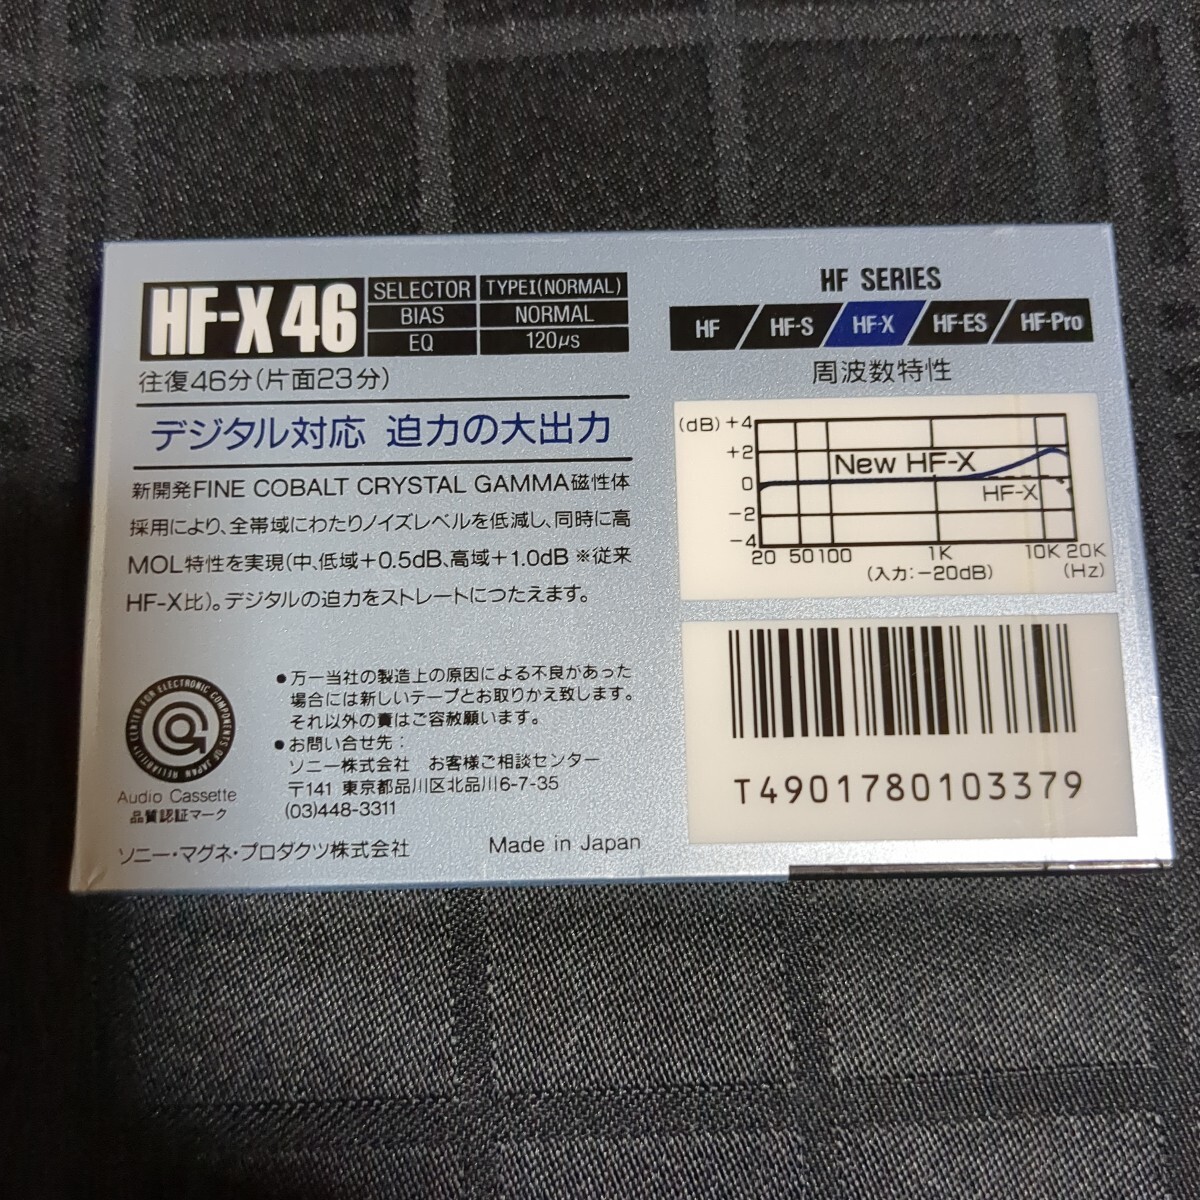 HF-X46
SELECTOR TYPEI(NORMAL)
BIAS NORMAL
EQ 120μs
往復46分(片面23分)
デジタル対応 迫力の大出力
新開発FINE COBALT CRYSTAL GAMMA磁性体
採用により、全帯域にわたりノイズレベルを低減し、同時に高
MOL特性を実現(中、低域+0.5dB、高域+1.0dB ※従来
HF-X比)。デジタルの迫力をストレートにつたえます。
RELIABILITY CENTER FOR ELECTRONIC COMPONENTS OF JAPAN
Audio Cassette
品質認証マーク
●万一当社の製造上の原因による不良があった
場合には新しいテープとお取りかえ致します。
それ以外の責はご容赦願います。
●お問い合せ先:
ソニー株式会社 お客様ご相談センター
〒141 東京都品川区北品川6-7-35
(03)448-3311
ソニー・マグネ・プロダクツ株式会社
Made in Japan
HF SERIES
HF HF-S HF-X HF-ES HF-Pro
周波数特性
(dB) +4
+2
0
-2
-4
New HF-X
HF-X
20 50 100 1K 10K 20K
(入力:-20dB) (Hz)
T4901780103379